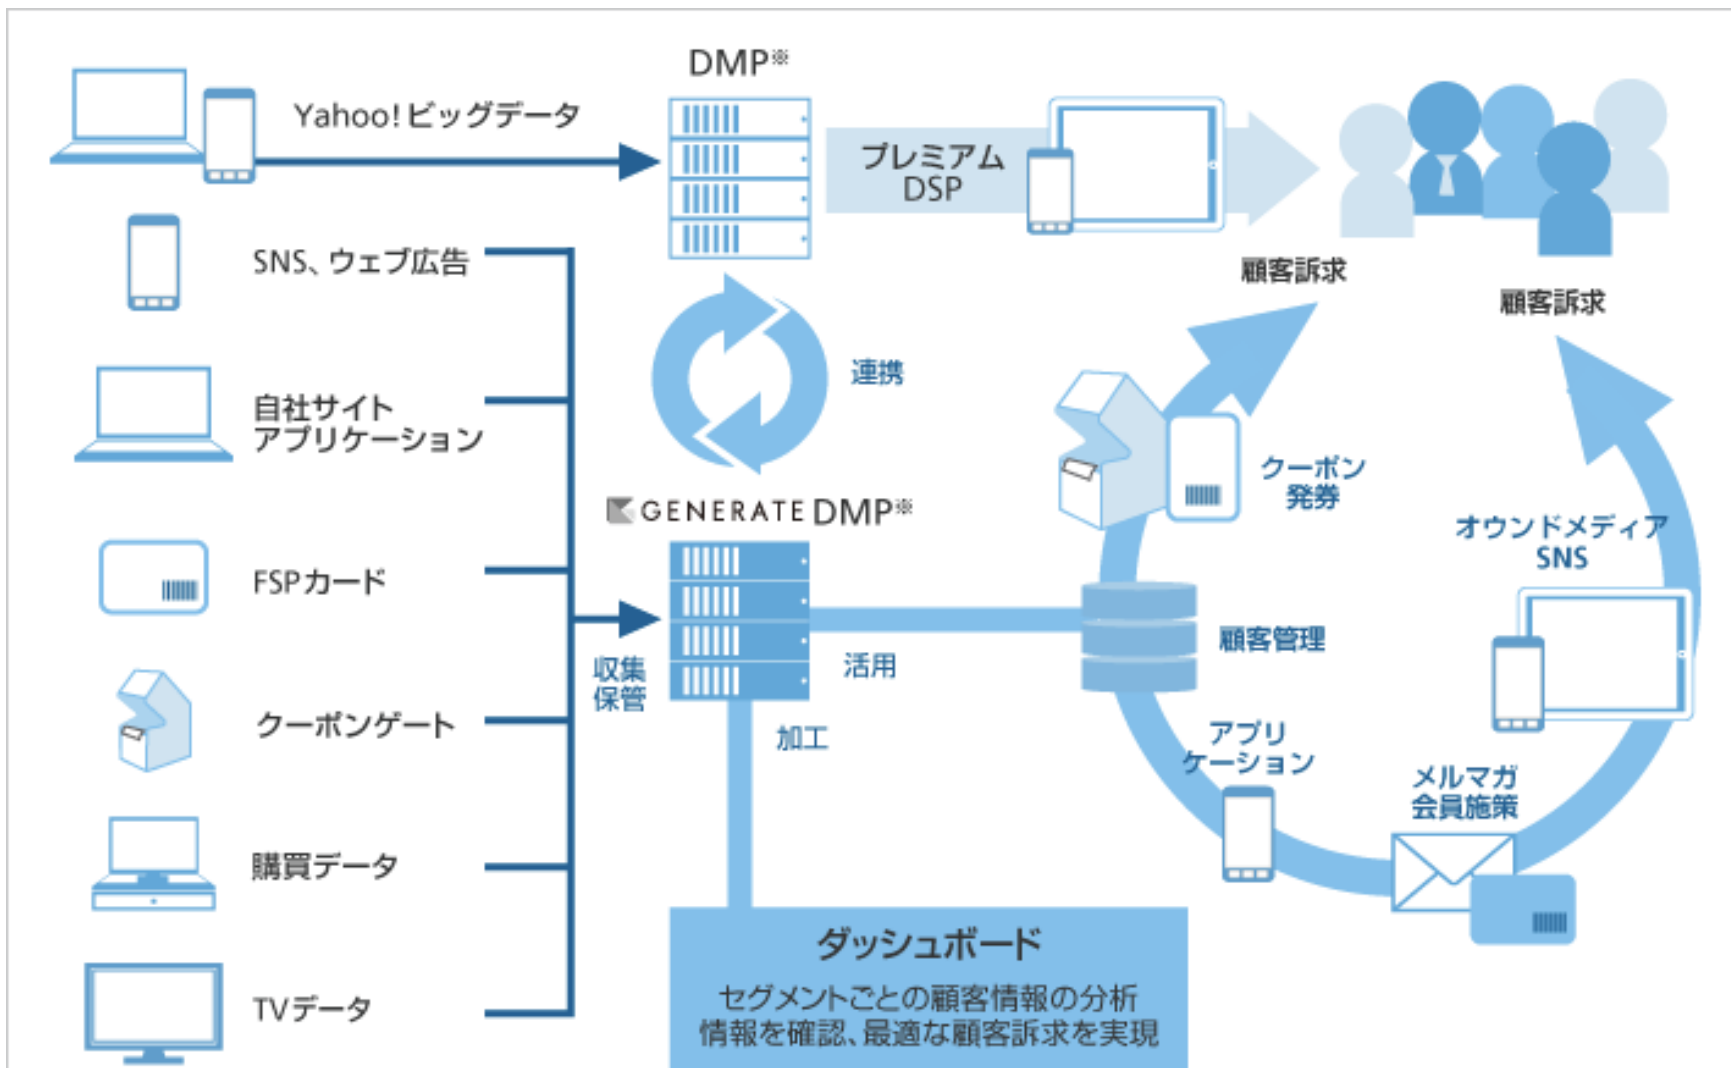 DMP※
Yahoo!ビッグデータ
プレミアム
DSP
SNS、ウェブ広告
顧客訴求
顧客訴求
連携
自社サイト
アプリケーション
クーポン
発券
GENERATE DMP※
オウンドメディア
SNS
FSPカード
顧客管理
収集
保管
活用
クーポンゲート
加工
アプリ
ケーション
メルマガ
会員施策
購買データ
ダッシュボード
セグメントごとの顧客情報の分析
情報を確認、最適な顧客訴求を実現
TVデータ